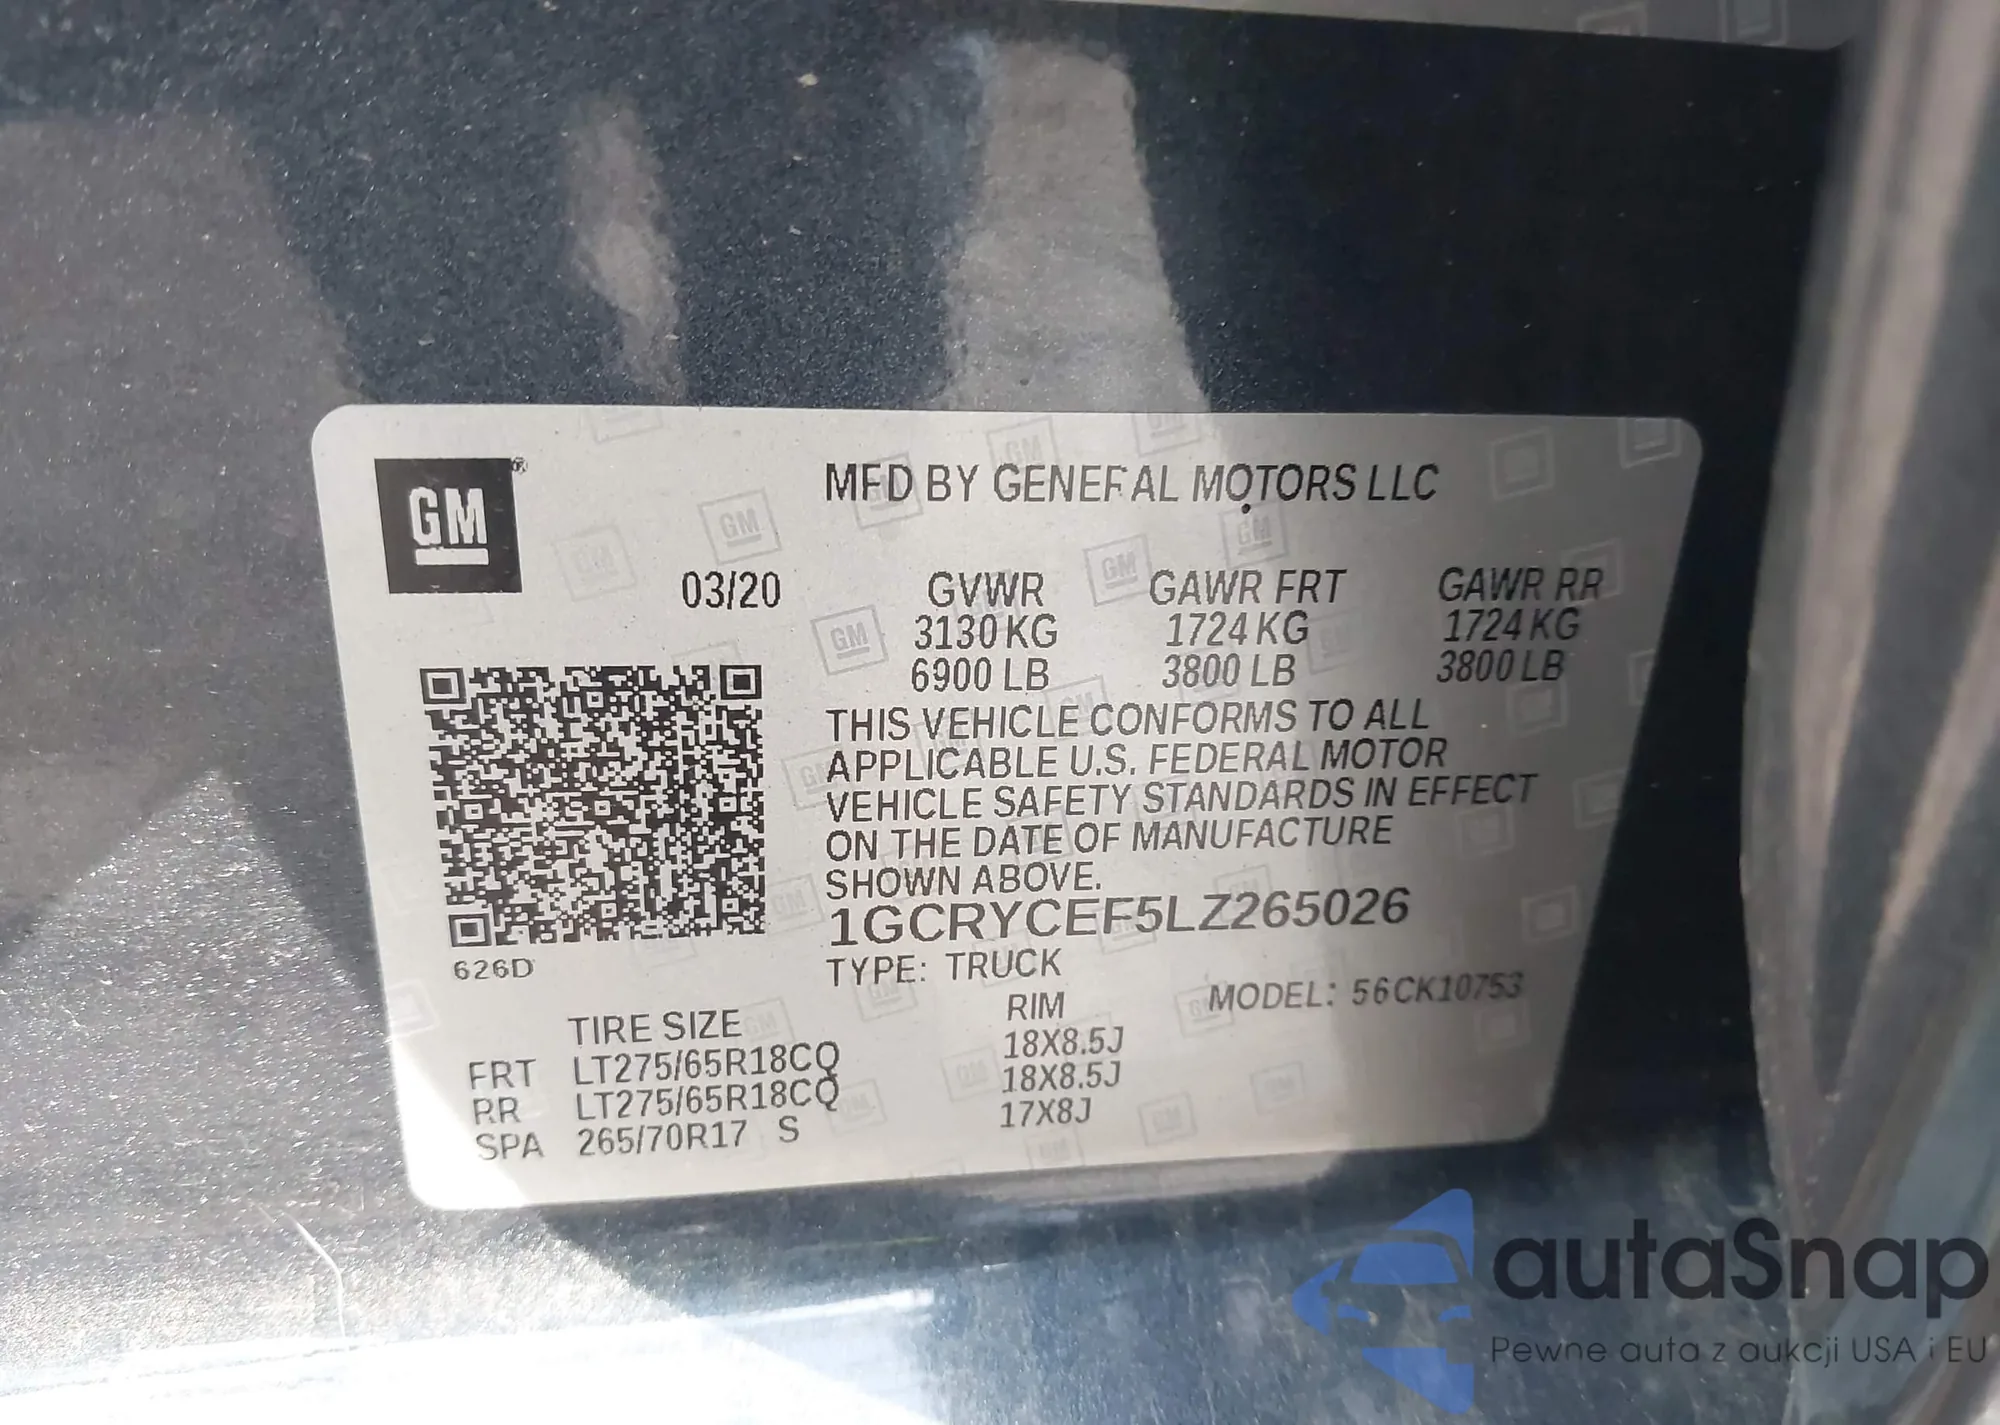 GM
®
MFD BY GENERAL MOTORS LLC
03/20
GVWR GAWR FRT GAWR RR
3130 KG 1724 KG 1724 KG
6900 LB 3800 LB 3800 LB
THIS VEHICLE CONFORMS TO ALL
APPLICABLE U.S. FEDERAL MOTOR
VEHICLE SAFETY STANDARDS IN EFFECT
ON THE DATE OF MANUFACTURE
SHOWN ABOVE.
1GCRYCEF5LZ265026
626D
TYPE: TRUCK
MODEL: 56CK10753
TIRE SIZE RIM
FRT LT275/65R18CQ 18X8.5J
RR LT275/65R18CQ 18X8.5J
SPA 265/70R17 S 17X8J
autaSnap
Pewne auta z aukcji USA i EU